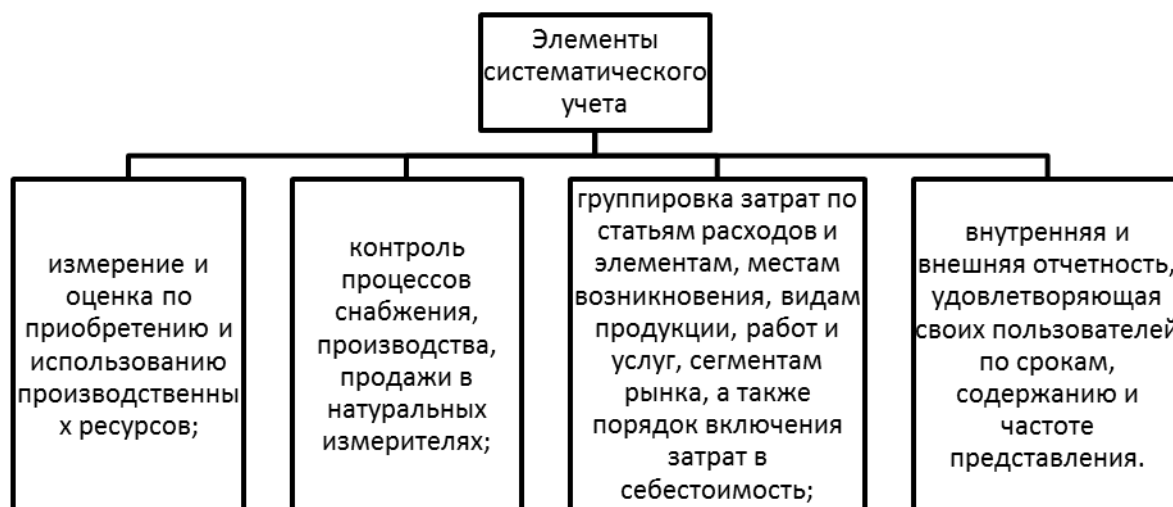 Элементы
систематического
учета
измерение и
оценка по
приобретению и
использованию
производственны
х ресурсов;
контроль
процессов
снабжения,
производства,
продажи в
натуральных
измерителях;
группировка затрат по
статьям расходов и
элементам, местам
возникновения, видам
продукции, работ и
услуг, сегментам
рынка, а также
порядок включения
затрат в
себестоимость;
внутренняя и
внешняя отчетность,
удовлетворяющая
своих пользователей
по срокам,
содержанию и
частоте
представления.